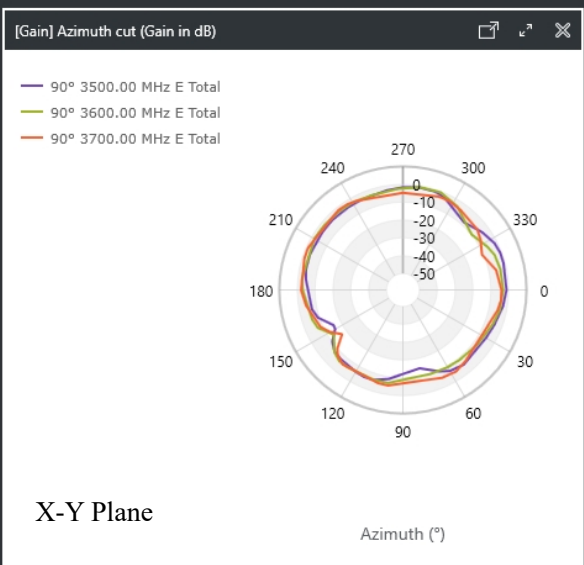 [Gain] Azimuth cut (Gain in dB)
90° 3500.00 MHz E Total
90° 3600.00 MHz E Total
90° 3700.00 MHz E Total
270
240 300
0
-10
210 -20 330
-30
-40
-50
180 0
150 30
120 60
90
X-Y Plane
Azimuth (°)